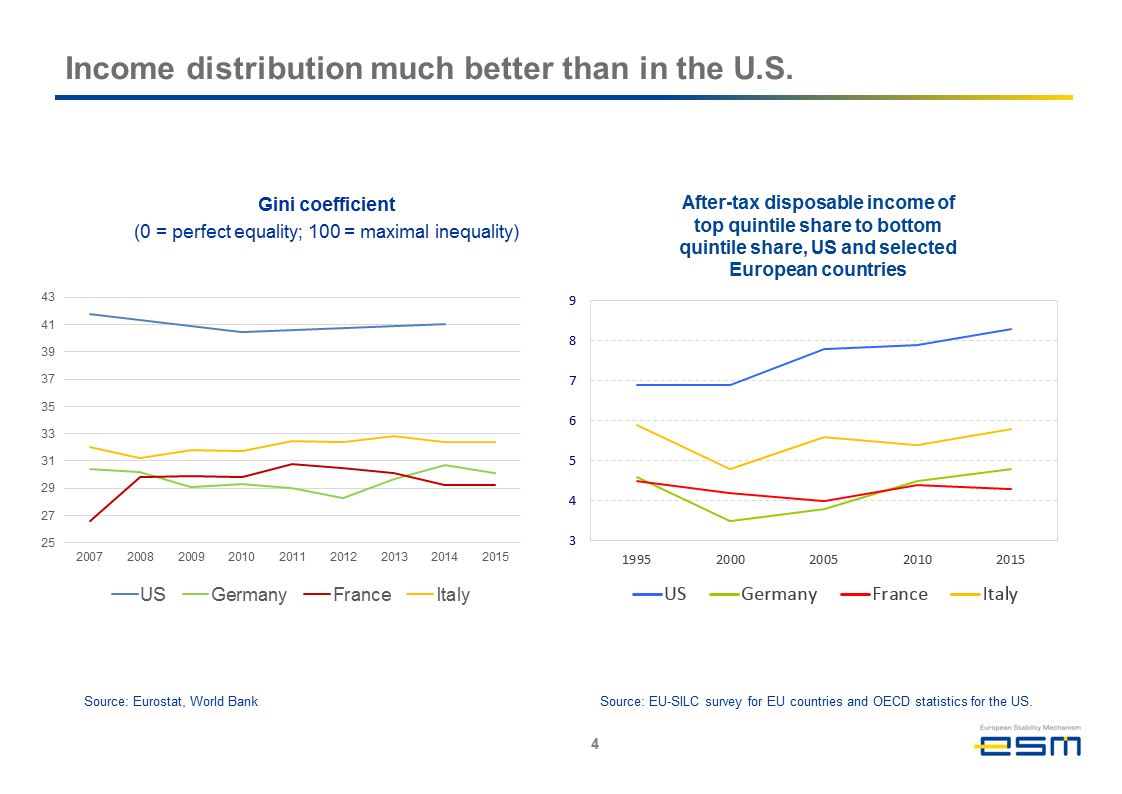 Income distribution much better than in the U.S.
Gini coefficient
(0 = perfect equality; 100 = maximal inequality)
43
41
39
37
35
33
31
29
27
25
2007 2008 2009 2010 2011 2012 2013 2014 2015
US Germany France Italy
Source: Eurostat, World Bank
After-tax disposable income of
top quintile share to bottom
quintile share, US and selected
European countries
9
8
7
6
5
4
3
1995 2000 2005 2010 2015
US Germany France Italy
Source: EU-SILC survey for EU countries and OECD statistics for the US.
4
European Stability Mechanism
esm